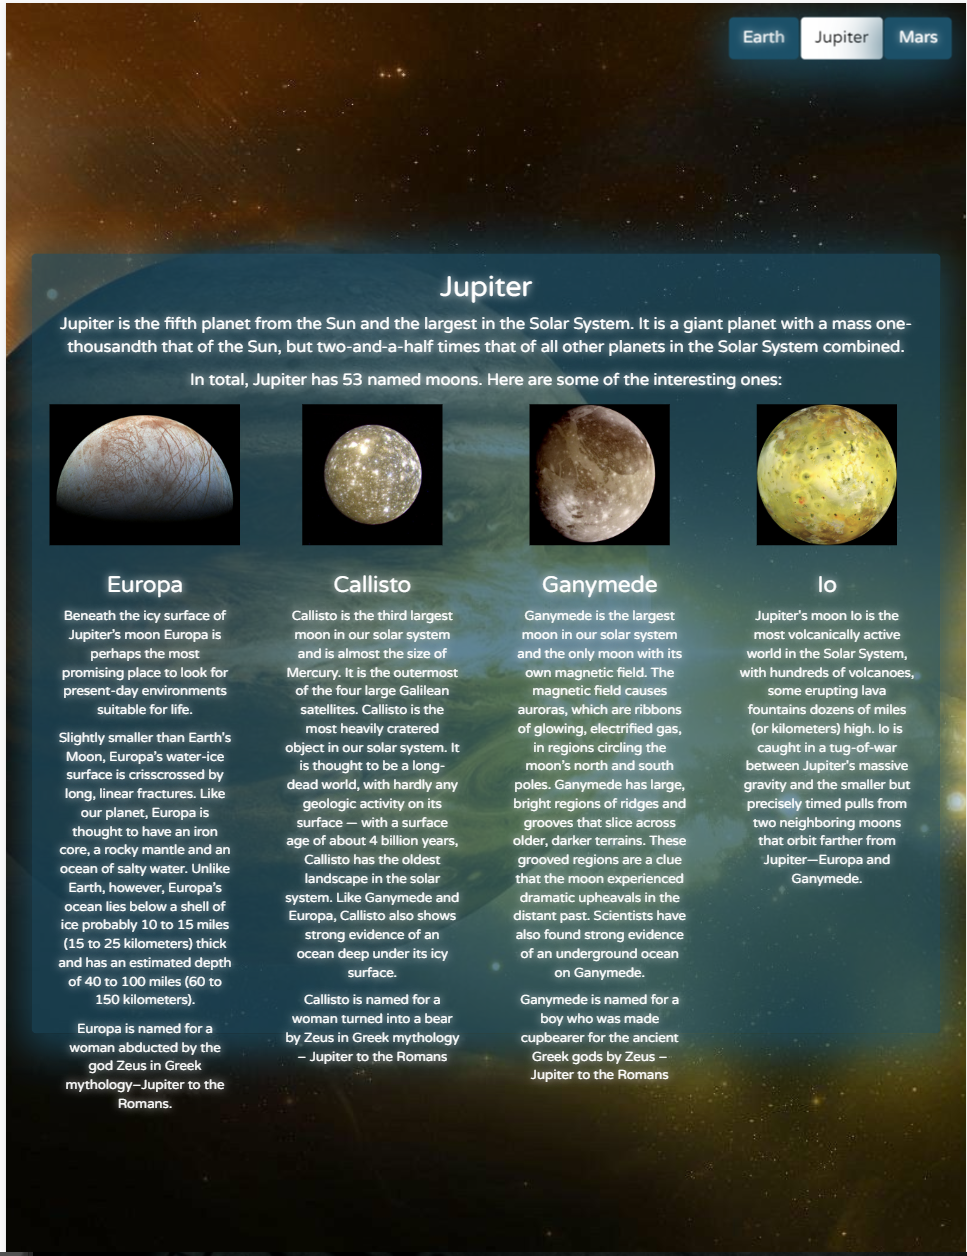 Earth Jupiter Mars
Jupiter
Jupiter is the fifth planet from the Sun and the largest in the Solar System. It is a giant planet with a mass one-
thousandth that of the Sun, but two-and-a-half times that of all other planets in the Solar System combined.
In total, Jupiter has 53 named moons. Here are some of the interesting ones:
Europa
Beneath the icy surface of
Jupiter's moon Europa is
perhaps the most
promising place to look for
present-day environments
suitable for life.
Slightly smaller than Earth's
Moon, Europa's water-ice
surface is crisscrossed by
long, linear fractures. Like
our planet, Europa is
thought to have an iron
core, a rocky mantle and an
ocean of salty water. Unlike
Earth, however, Europa's
ocean lies below a shell of
ice probably 10 to 15 miles
(15 to 25 kilometers) thick
and has an estimated depth
of 40 to 100 miles (60 to
150 kilometers).
Europa is named for a
woman abducted by the
god Zeus in Greek
mythology—Jupiter to the
Romans.
Callisto
Callisto is the third largest
moon in our solar system
and is almost the size of
Mercury. It is the outermost
of the four large Galilean
satellites. Callisto is the
most heavily cratered
object in our solar system. It
is thought to be a long-
dead world, with hardly any
geologic activity on its
surface — with a surface
age of about 4 billion years,
Callisto has the oldest
landscape in the solar
system. Like Ganymede and
Europa, Callisto also shows
strong evidence of an
ocean deep under its icy
surface.
Callisto is named for a
woman turned into a bear
by Zeus in Greek mythology
– Jupiter to the Romans
Ganymede
Ganymede is the largest
moon in our solar system
and the only moon with its
own magnetic field. The
magnetic field causes
auroras, which are ribbons
of glowing, electrified gas,
in regions circling the
moon's north and south
poles. Ganymede has large,
bright regions of ridges and
grooves that slice across
older, darker terrains. These
grooved regions are a clue
that the moon experienced
dramatic upheavals in the
distant past. Scientists have
also found strong evidence
of an underground ocean
on Ganymede.
Ganymede is named for a
boy who was made
cupbearer for the ancient
Greek gods by Zeus –
Jupiter to the Romans
Io
Jupiter's moon Io is the
most volcanically active
world in the Solar System,
with hundreds of volcanoes,
some erupting lava
fountains dozens of miles
(or kilometers) high. Io is
caught in a tug-of-war
between Jupiter's massive
gravity and the smaller but
precisely timed pulls from
two neighboring moons
that orbit farther from
Jupiter—Europa and
Ganymede.